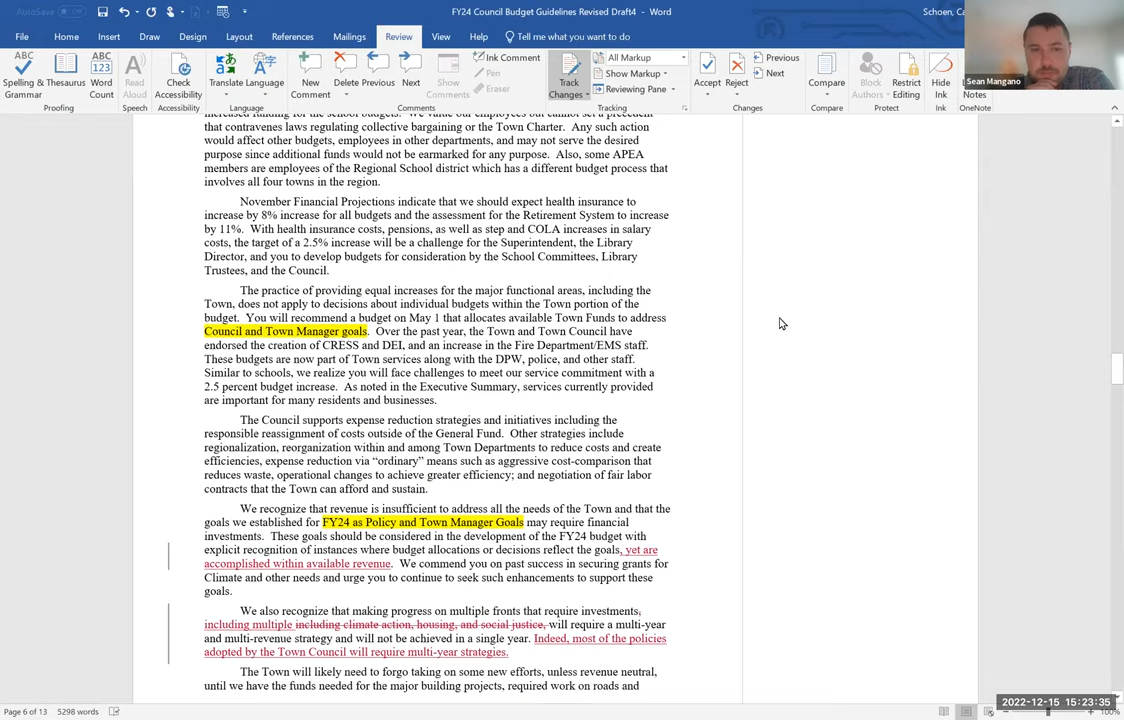 AutoSave Off
FY24 Council Budget Guidelines Revised Draft4 - Word
Schoen, Ca
File Home Insert Draw Design Layout References Mailings Review View Help Tell me what you want to do
Spelling & Grammar
Thesaurus
Word Count
Read Aloud
Check Accessibility
Translate
Language
New Comment
Delete
Previous
Next
Show Comments
Ink Comment
Pen
Eraser
Track Changes
All Markup
Show Markup
Reviewing Pane
Accept
Reject
Previous
Next
Compare
Block Authors
Restrict Editing
Hide Ink
Notes
Proofing Speech Accessibility Language Comments Tracking Changes Compare Protect Ink OneNote
Sean Mangano
increased funding for the school budgets. We value our employees but cannot set a precedent
that contravenes laws regulating collective bargaining or the Town Charter. Any such action
would affect other budgets, employees in other departments, and may not serve the desired
purpose since additional funds would not be earmarked for any purpose. Also, some APEA
members are employees of the Regional School district which has a different budget process that
involves all four towns in the region.
November Financial Projections indicate that we should expect health insurance to
increase by 8% increase for all budgets and the assessment for the Retirement System to increase
by 11%. With health insurance costs, pensions, as well as step and COLA increases in salary
costs, the target of a 2.5% increase will be a challenge for the Superintendent, the Library
Director, and you to develop budgets for consideration by the School Committees, Library
Trustees, and the Council.
The practice of providing equal increases for the major functional areas, including the
Town, does not apply to decisions about individual budgets within the Town portion of the
budget. You will recommend a budget on May 1 that allocates available Town Funds to address
Council and Town Manager goals. Over the past year, the Town and Town Council have
endorsed the creation of CRESS and DEI, and an increase in the Fire Department/EMS staff.
These budgets are now part of Town services along with the DPW, police, and other staff.
Similar to schools, we realize you will face challenges to meet our service commitment with a
2.5 percent budget increase. As noted in the Executive Summary, services currently provided
are important for many residents and businesses.
The Council supports expense reduction strategies and initiatives including the
responsible reassignment of costs outside of the General Fund. Other strategies include
regionalization, reorganization within and among Town Departments to reduce costs and create
efficiencies, expense reduction via “ordinary” means such as aggressive cost-comparison that
reduces waste, operational changes to achieve greater efficiency; and negotiation of fair labor
contracts that the Town can afford and sustain.
We recognize that revenue is insufficient to address all the needs of the Town and that the
goals we established for FY24 as Policy and Town Manager Goals may require financial
investments. These goals should be considered in the development of the FY24 budget with
explicit recognition of instances where budget allocations or decisions reflect the goals, yet are
accomplished within available revenue. We commend you on past success in securing grants for
Climate and other needs and urge you to continue to seek such enhancements to support these
goals.
We also recognize that making progress on multiple fronts that require investments,
including multiple including climate action, housing, and social justice, will require a multi-year
and multi-revenue strategy and will not be achieved in a single year. Indeed, most of the policies
adopted by the Town Council will require multi-year strategies.
The Town will likely need to forgo taking on some new efforts, unless revenue neutral,
until we have the funds needed for the major building projects, required work on roads and
Page 6 of 13 5298 words
2022-12-15 15:23:35
100%